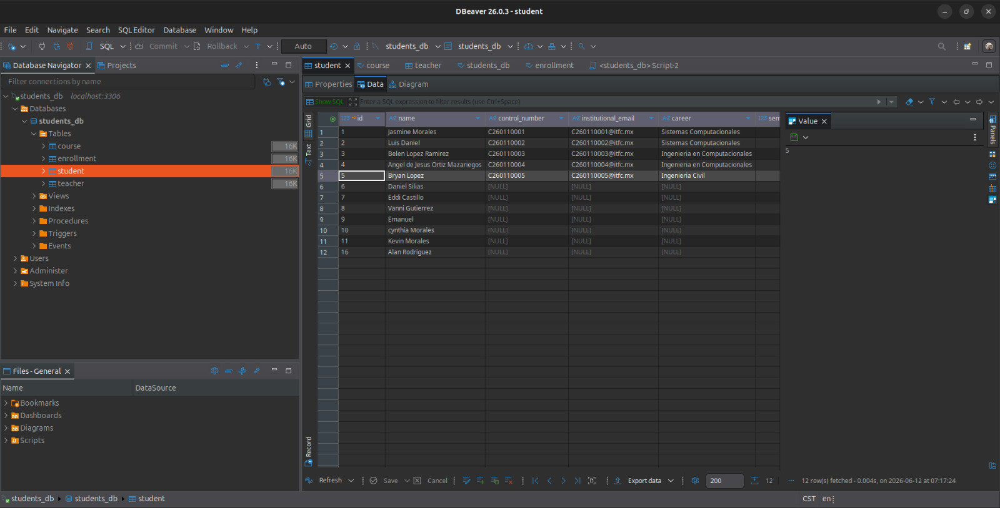 DBeaver 26.0.3 - student
File Edit Navigate Search SQL Editor Database Window Help
SQL Commit Rollback T Auto students_db students_db
Database Navigator Projects
Filter connections by name
students_db localhost:3306
Databases
students_db
Tables
course 16K
enrollment 16K
student 16K
teacher 16K
Views
Indexes
Procedures
Triggers
Events
Users
Administer
System Info
Files - General
Name DataSource
Bookmarks
Dashboards
Diagrams
Scripts
student course teacher students_db enrollment <students_db> Script-2
Properties Data Diagram
Show SQL Enter a SQL expression to filter results (use Ctrl+Space)
Grid
Text
Record
123 id AZ name AZ control_number AZ institutional_email AZ career 123 sem
1 1 Jasmine Morales C260110001 C260110001@itfc.mx Sistemas Computacionales
2 2 Luis Daniel C260110002 C260110002@itfc.mx Sistemas Computacionales
3 3 Belen Lopez Ramirez C260110003 C260110003@itfc.mx Ingenieria en Computacionales
4 4 Angel de Jesus Ortiz Mazariegos C260110004 C260110004@itfc.mx Ingenieria en Computacionales
5 5 Bryan Lopez C260110005 C260110005@itfc.mx Ingenieria Civil
6 6 Daniel Silias [NULL] [NULL] [NULL]
7 7 Eddi Castillo [NULL] [NULL] [NULL]
8 8 Vanni Gutierrez [NULL] [NULL] [NULL]
9 9 Emanuel [NULL] [NULL] [NULL]
10 10 cynthia Morales [NULL] [NULL] [NULL]
11 11 Kevin Morales [NULL] [NULL] [NULL]
12 16 Alan Rodriguez [NULL] [NULL] [NULL]
Value
5
Panels
Refresh Save Cancel Export data 200 12 ... 12 row(s) fetched - 0.004s, on 2026-06-12 at 07:17:24
students_db students_db student CST en